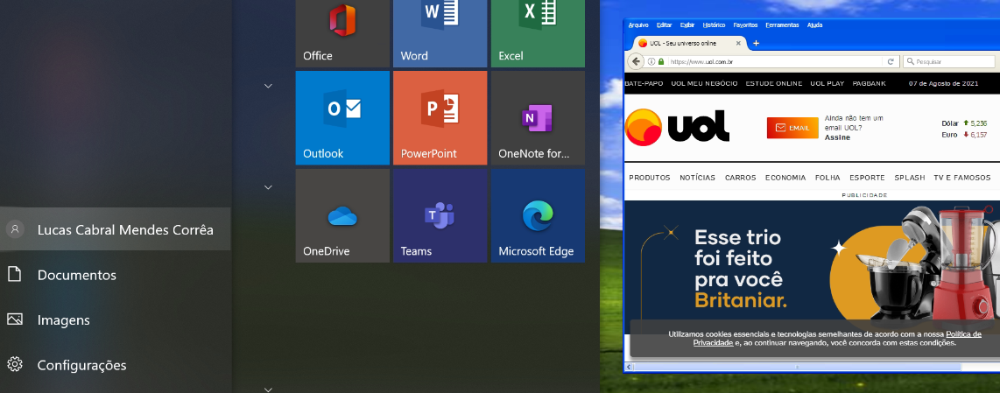 Office
Word
Excel
Outlook
PowerPoint
OneNote for...
OneDrive
Teams
Microsoft Edge
Lucas Cabral Mendes Corrêa
Documentos
Imagens
Configurações
Arquivo Editar Exibir Histórico Favoritos Ferramentas Ajuda
UOL - Seu universo online
https://www.uol.com.br
Pesquisar
BATE-PAPO UOL MEU NEGÓCIO ESTUDE ONLINE UOL PLAY PAGBANK 07 de Agosto de 2021
uol
EMAIL
Ainda não tem um
email UOL?
Assine
Dólar 5,236
Euro 6,157
PRODUTOS NOTÍCIAS CARROS ECONOMIA FOLHA ESPORTE SPLASH TV E FAMOSOS
PUBLICIDADE
Esse trio
foi feito
pra você
Britaniar.
Utilizamos cookies essenciais e tecnologias semelhantes de acordo com a nossa Política de
Privacidade e, ao continuar navegando, você concorda com estas condições.